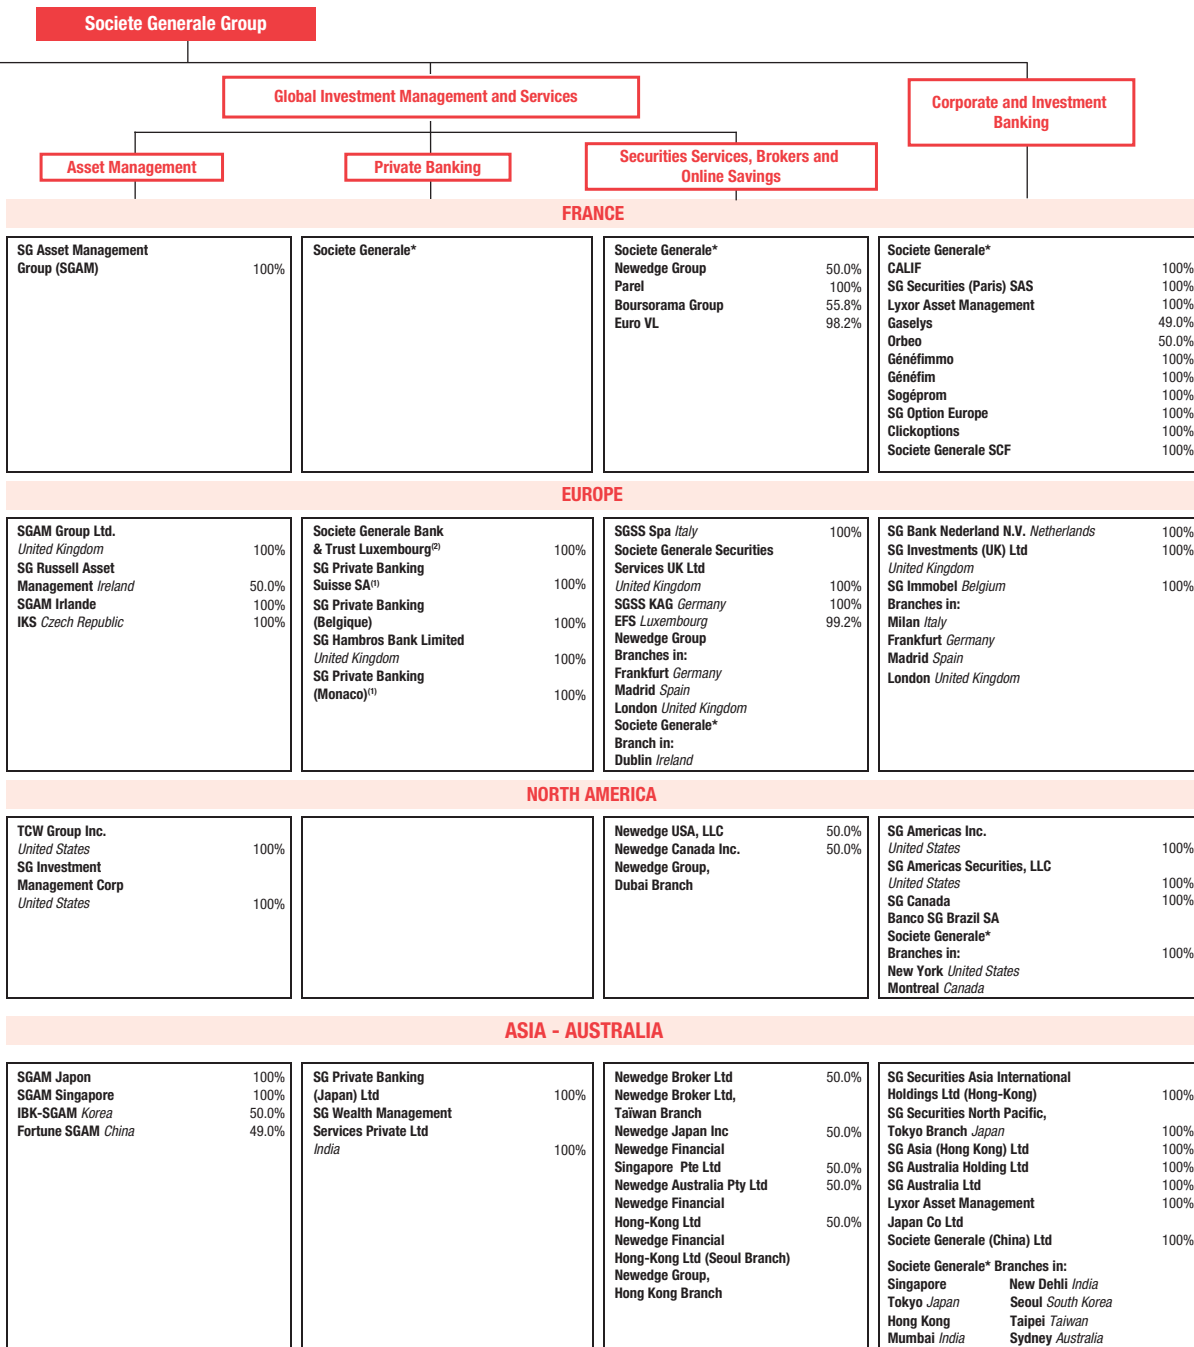 Societe Generale Group
Global Investment Management and Services
Corporate and Investment
Banking
Asset Management
Private Banking
Securities Services, Brokers and
Online Savings
FRANCE
SG Asset Management
Group (SGAM) 100%
Societe Generale*
Societe Generale*
Newedge Group 50.0%
Parel 100%
Boursorama Group 55.8%
Euro VL 98.2%
Societe Generale*
CALIF 100%
SG Securities (Paris) SAS 100%
Lyxor Asset Management 100%
Gaselys 49.0%
Orbeo 50.0%
Généfimmo 100%
Généfim 100%
Sogéprom 100%
SG Option Europe 100%
Clickoptions 100%
Societe Generale SCF 100%
EUROPE
SGAM Group Ltd.
United Kingdom 100%
SG Russell Asset
Management Ireland 50.0%
SGAM Irlande 100%
IKS Czech Republic 100%
Societe Generale Bank
& Trust Luxembourg(2) 100%
SG Private Banking
Suisse SA(1) 100%
SG Private Banking
(Belgique) 100%
SG Hambros Bank Limited
United Kingdom 100%
SG Private Banking
(Monaco)(1) 100%
SGSS Spa Italy 100%
Societe Generale Securities
Services UK Ltd
United Kingdom 100%
SGSS KAG Germany 100%
EFS Luxembourg 99.2%
Newedge Group
Branches in:
Frankfurt Germany
Madrid Spain
London United Kingdom
Societe Generale*
Branch in:
Dublin Ireland
SG Bank Nederland N.V. Netherlands 100%
SG Investments (UK) Ltd 100%
United Kingdom
SG Immobel Belgium 100%
Branches in:
Milan Italy
Frankfurt Germany
Madrid Spain
London United Kingdom
NORTH AMERICA
TCW Group Inc.
United States 100%
SG Investment
Management Corp
United States 100%
Newedge USA, LLC 50.0%
Newedge Canada Inc. 50.0%
Newedge Group,
Dubai Branch
SG Americas Inc.
United States 100%
SG Americas Securities, LLC
United States 100%
SG Canada 100%
Banco SG Brazil SA
Societe Generale*
Branches in: 100%
New York United States
Montreal Canada
ASIA - AUSTRALIA
SGAM Japon 100%
SGAM Singapore 100%
IBK-SGAM Korea 50.0%
Fortune SGAM China 49.0%
SG Private Banking
(Japan) Ltd 100%
SG Wealth Management
Services Private Ltd
India 100%
Newedge Broker Ltd 50.0%
Newedge Broker Ltd,
Taïwan Branch
Newedge Japan Inc 50.0%
Newedge Financial
Singapore Pte Ltd 50.0%
Newedge Australia Pty Ltd 50.0%
Newedge Financial
Hong-Kong Ltd 50.0%
Newedge Financial
Hong-Kong Ltd (Seoul Branch)
Newedge Group,
Hong Kong Branch
SG Securities Asia International
Holdings Ltd (Hong-Kong) 100%
SG Securities North Pacific,
Tokyo Branch Japan 100%
SG Asia (Hong Kong) Ltd 100%
SG Australia Holding Ltd 100%
SG Australia Ltd 100%
Lyxor Asset Management 100%
Japan Co Ltd
Societe Generale (China) Ltd 100%
Societe Generale* Branches in:
Singapore New Dehli India
Tokyo Japan Seoul South Korea
Hong Kong Taipei Taiwan
Mumbai India Sydney Australia